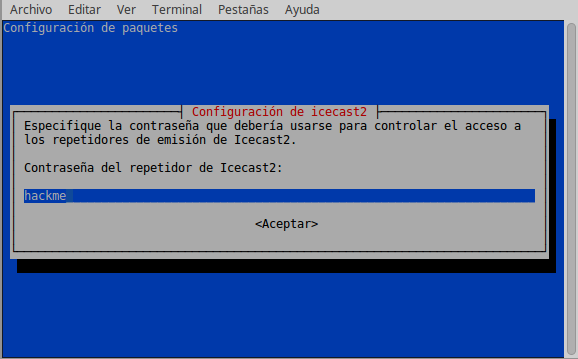 Archivo Editar Ver Terminal Pestañas Ayuda
Configuración de paquetes
Configuración de icecast2
Especifique la contraseña que debería usarse para controlar el acceso a
los repetidores de emisión de Icecast2.
Contraseña del repetidor de Icecast2:
hackme
<Aceptar>